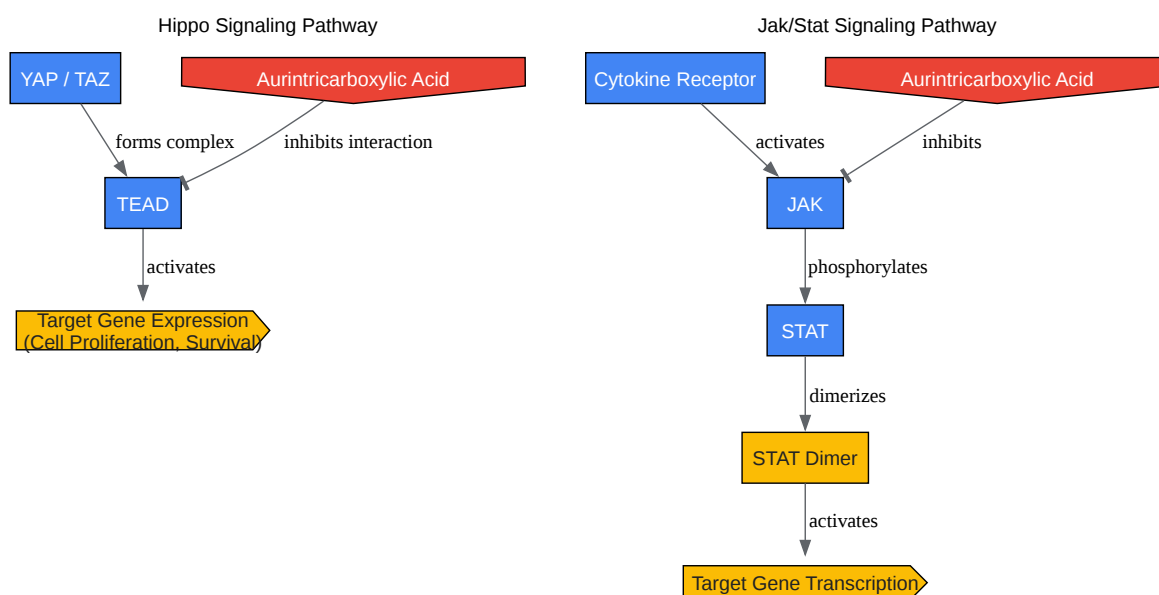 Hippo Signaling Pathway
YAP / TAZ
Aurintricarboxylic Acid
forms complex
inhibits interaction
TEAD
activates
Target Gene Expression
(Cell Proliferation, Survival)
Jak/Stat Signaling Pathway
Cytokine Receptor
Aurintricarboxylic Acid
activates
inhibits
JAK
phosphorylates
STAT
dimerizes
STAT Dimer
activates
Target Gene Transcription